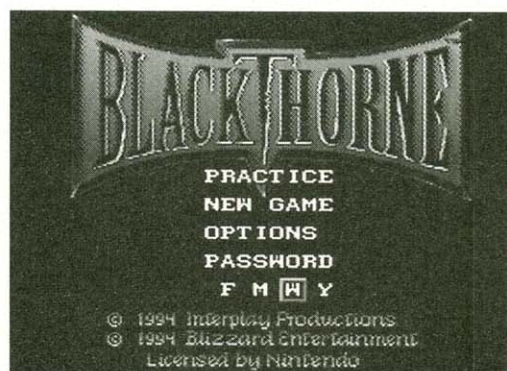 BLACKTHORNE
PRACTICE
NEW GAME
OPTIONS
PASSWORD
F M W Y
© 1994 Interplay Productions
© 1994 Blizzard Entertainment
Licensed by Nintendo